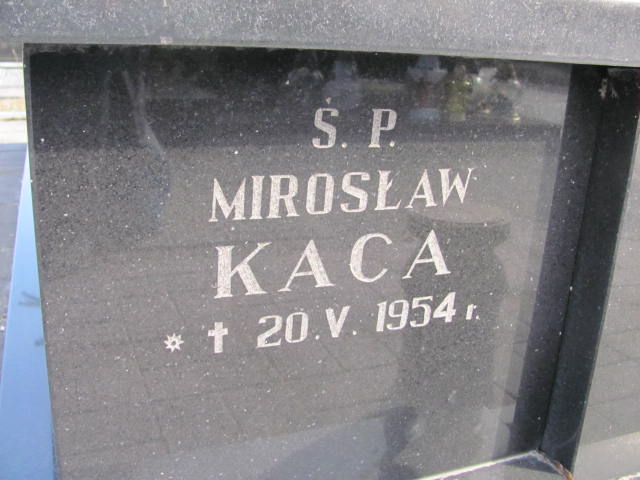 Ś. P.
MIROSŁAW
KACA
* † 20. V. 1954 r.